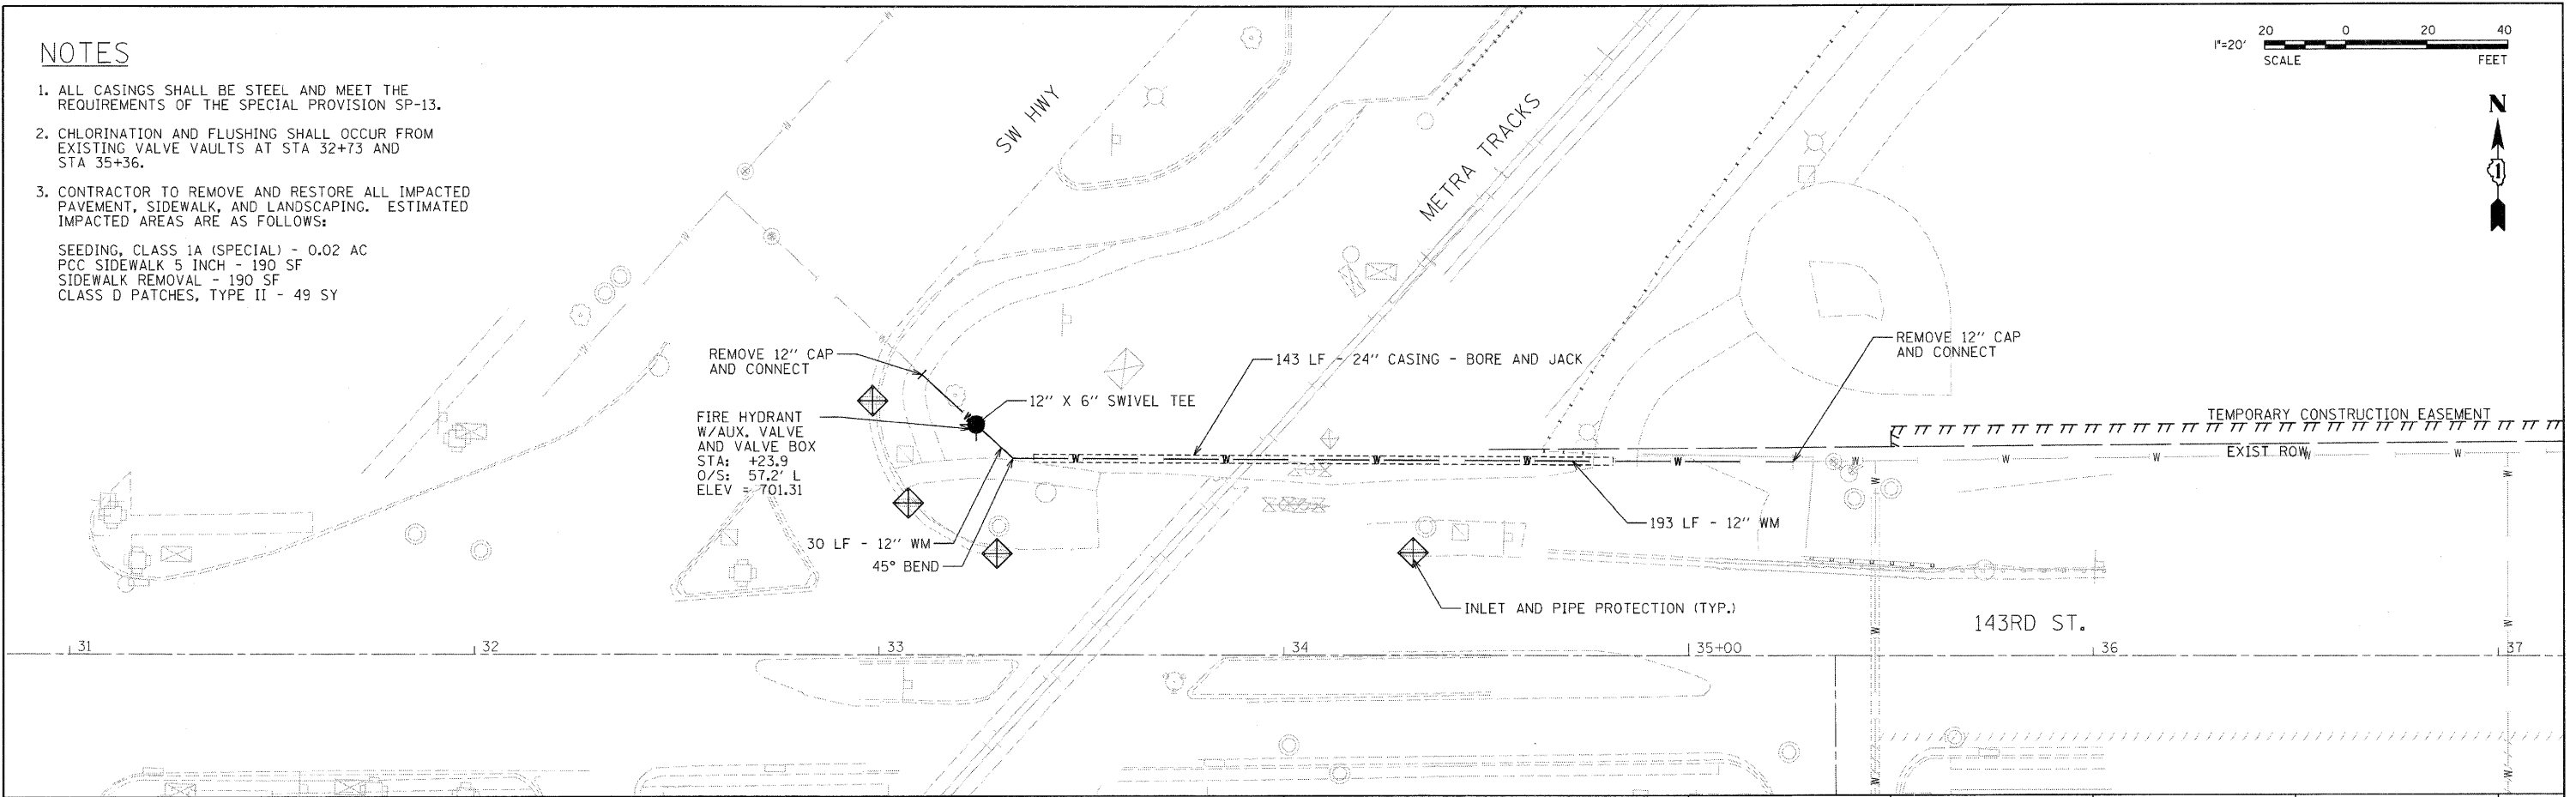 NOTES
1. ALL CASINGS SHALL BE STEEL AND MEET THE
REQUIREMENTS OF THE SPECIAL PROVISION SP-13.
2. CHLORINATION AND FLUSHING SHALL OCCUR FROM
EXISTING VALVE VAULTS AT STA 32+73 AND
STA 35+36.
3. CONTRACTOR TO REMOVE AND RESTORE ALL IMPACTED
PAVEMENT, SIDEWALK, AND LANDSCAPING. ESTIMATED
IMPACTED AREAS ARE AS FOLLOWS:
SEEDING, CLASS 1A (SPECIAL) - 0.02 AC
PCC SIDEWALK 5 INCH - 190 SF
SIDEWALK REMOVAL - 190 SF
CLASS D PATCHES, TYPE II - 49 SY
SW HWY
METRA TRACKS
1"=20'
20 0 20 40
SCALE FEET
N
1
REMOVE 12" CAP
AND CONNECT
FIRE HYDRANT
W/AUX. VALVE
AND VALVE BOX
STA: +23.9
O/S: 57.2' L
ELEV = 701.31
12" X 6" SWIVEL TEE
143 LF - 24" CASING - BORE AND JACK
REMOVE 12" CAP
AND CONNECT
TEMPORARY CONSTRUCTION EASEMENT
EXIST ROW
W W W W W
193 LF - 12" WM
30 LF - 12" WM
45° BEND
INLET AND PIPE PROTECTION (TYP.)
143RD ST.
31 32 33 34 35+00 36 37